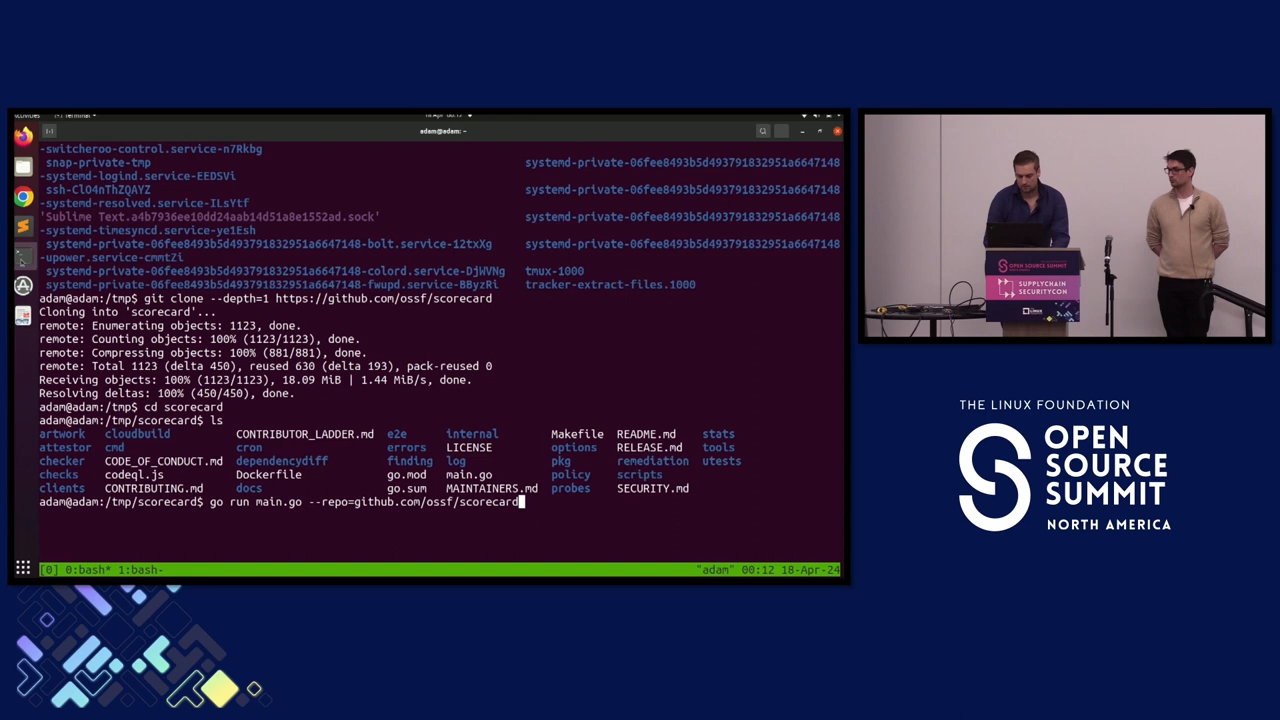 adam@adam: ~
-switcheroo-control.service-n7Rkbg
snap-private-tmp systemd-private-06fee8493b5d493791832951a6647148
-systemd-logind.service-EEDSVi
ssh-ClO4nThZQAYZ systemd-private-06fee8493b5d493791832951a6647148
-systemd-resolved.service-ILsYtf
'Sublime Text.a4b7936ee10dd24aab14d51a8e1552ad.sock' systemd-private-06fee8493b5d493791832951a6647148
-systemd-timesyncd.service-ye1Esh
systemd-private-06fee8493b5d493791832951a6647148-bolt.service-12txXg systemd-private-06fee8493b5d493791832951a6647148
-upower.service-cmmtZi
systemd-private-06fee8493b5d493791832951a6647148-colord.service-DjWVNg tmux-1000
systemd-private-06fee8493b5d493791832951a6647148-fwupd.service-BByzRi tracker-extract-files.1000
adam@adam:/tmp$ git clone --depth=1 https://github.com/ossf/scorecard
Cloning into 'scorecard'...
remote: Enumerating objects: 1123, done.
remote: Counting objects: 100% (1123/1123), done.
remote: Compressing objects: 100% (881/881), done.
remote: Total 1123 (delta 450), reused 630 (delta 193), pack-reused 0
Receiving objects: 100% (1123/1123), 18.09 MiB | 1.44 MiB/s, done.
Resolving deltas: 100% (450/450), done.
adam@adam:/tmp$ cd scorecard
adam@adam:/tmp/scorecard$ ls
artwork cloudbuild CONTRIBUTOR_LADDER.md e2e internal Makefile README.md stats
attestor cmd cron errors LICENSE options RELEASE.md tools
checker CODE_OF_CONDUCT.md dependencydiff finding log pkg remediation utests
checks codeql.js Dockerfile go.mod main.go policy scripts
clients CONTRIBUTING.md docs go.sum MAINTAINERS.md probes SECURITY.md
adam@adam:/tmp/scorecard$ go run main.go --repo=github.com/ossf/scorecard
[0] 0:bash* 1:bash- "adam" 00:12 18-Apr-24
OPEN SOURCE SUMMIT
SUPPLYCHAIN
SECURITYCON
THE LINUX FOUNDATION
OPEN
SOURCE
SUMMIT
NORTH AMERICA